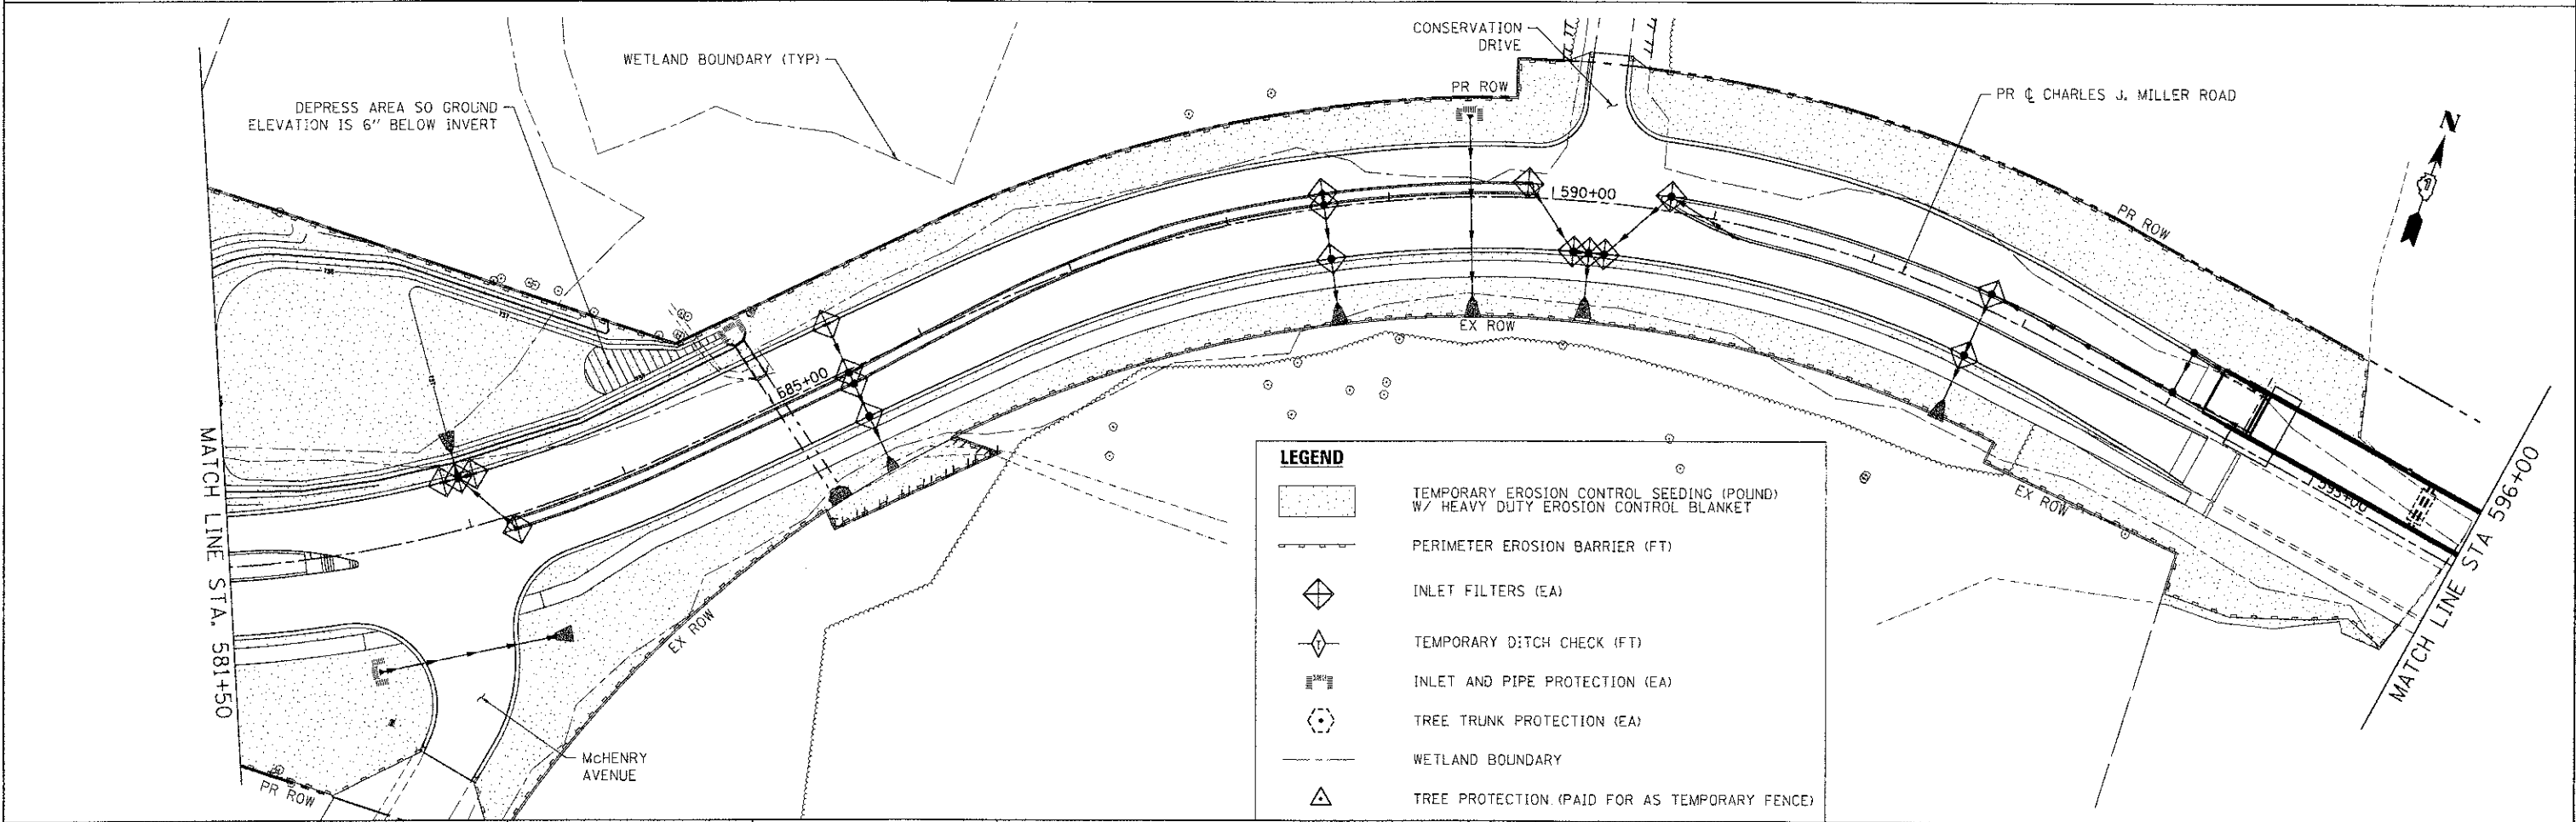 CONSERVATION
DRIVE
WETLAND BOUNDARY (TYP)
PR ROW
PR ℄ CHARLES J. MILLER ROAD
DEPRESS AREA SO GROUND
ELEVATION IS 6" BELOW INVERT
N
590+00
PR ROW
EX ROW
585+00
MATCH LINE STA. 581+50
LEGEND
TEMPORARY EROSION CONTROL SEEDING (POUND)
W/ HEAVY DUTY EROSION CONTROL BLANKET
PERIMETER EROSION BARRIER (FT)
INLET FILTERS (EA)
TEMPORARY DITCH CHECK (FT)
INLET AND PIPE PROTECTION (EA)
TREE TRUNK PROTECTION (EA)
WETLAND BOUNDARY
TREE PROTECTION (PAID FOR AS TEMPORARY FENCE)
595+00
EX ROW
MATCH LINE STA 596+00
EX ROW
McHENRY
AVENUE
PR ROW